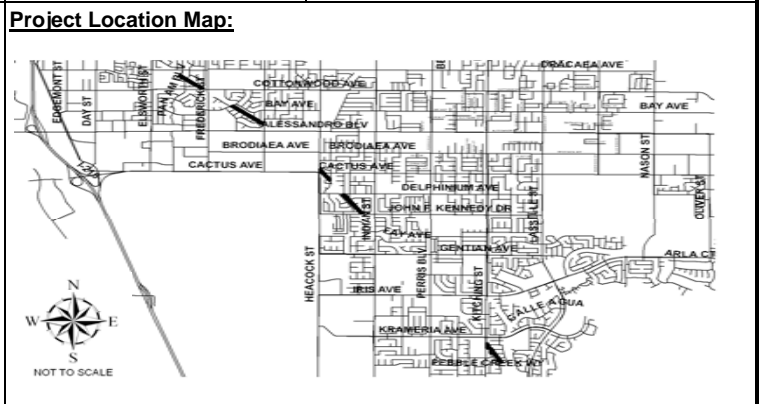 Project Location Map:
DRACAEA AVE
COTTONWOOD AVE
EDGEMONT ST
DAY ST
ELSWORTH ST
FREDERICK
BAY AVE
BAY AVE
ALESSANDRO BLV
BRODIAEA AVE
BRODIAEA AVE
CACTUS AVE
CACTUS AVE
NASON ST
DELPHINIUM AVE
OLIVER ST
JOHN F. KENNEDY DR
LASSELLE ST
INDIAN ST
FAY AVE
GENTIAN AVE
ARLA CT
HEACOCK ST
PERRIS BLV
KITCHING ST
IRIS AVE
CALLE AGUA
KRAMERIA AVE
PEBBLE CREEK WY
N
W
E
S
NOT TO SCALE